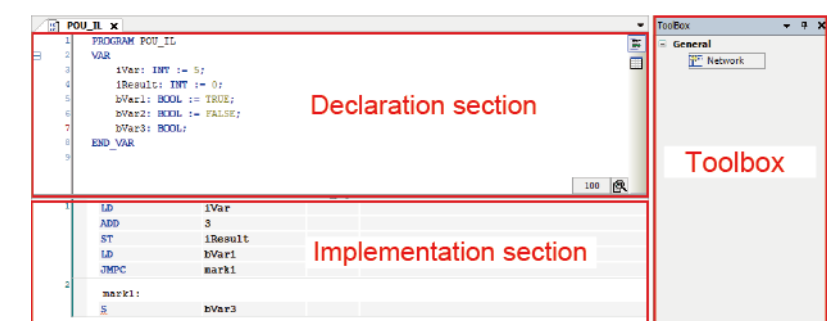 POU_IL x
ToolBox
1 PROGRAM POU_IL
2 VAR
3 iVar: INT := 5;
4 iResult: INT := 0;
5 bVar1: BOOL := TRUE;
6 bVar2: BOOL := FALSE;
7 bVar3: BOOL;
8 END_VAR
9
Declaration section
100
General
Network
Toolbox
1 LD iVar
ADD 3
ST iResult
LD bVar1
JMPC mark1
Implementation section
2
mark1:
S bVar3